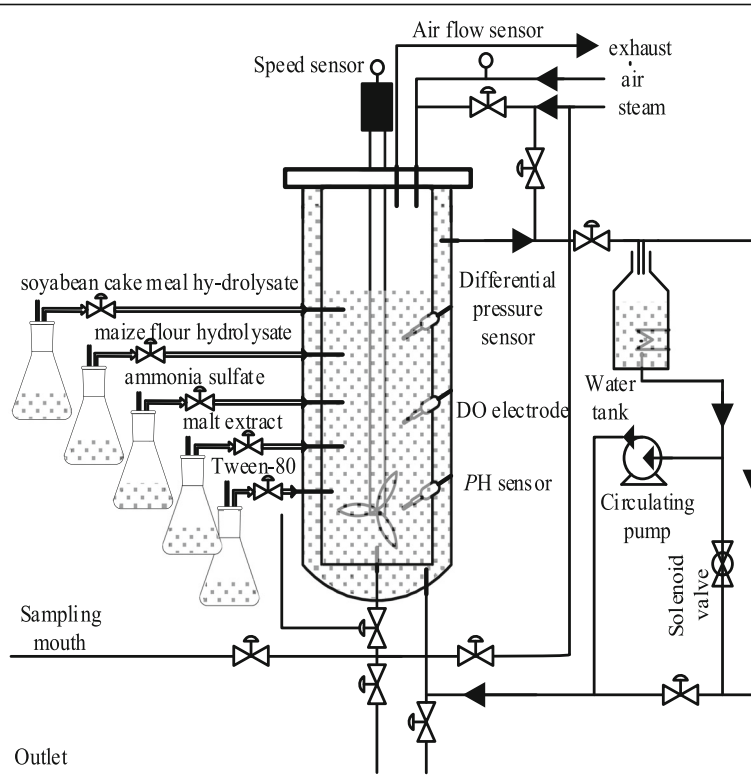 Air flow sensor
exhaust
Speed sensor
air
steam
soyabean cake meal hy-drolysate
maize flour hydrolysate
ammonia sulfate
malt extract
Tween-80
Differential
pressure
sensor
DO electrode
PH sensor
Water
tank
Circulating
pump
Solenoid
valve
Sampling
mouth
Outlet